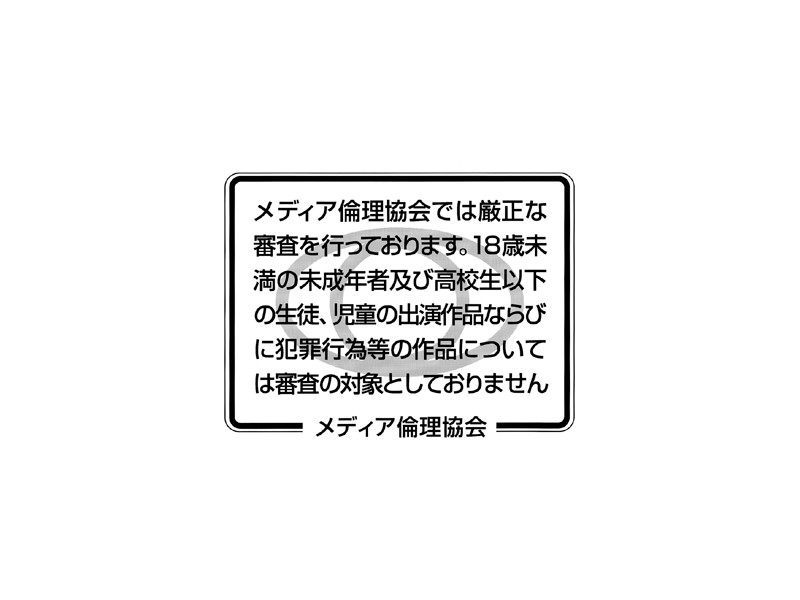 メディア倫理協会では厳正な
審査を行っております。18歳未
満の未成年者及び高校生以下
の生徒、児童の出演作品ならび
に犯罪行為等の作品について
は審査の対象としておりません
メディア倫理協会